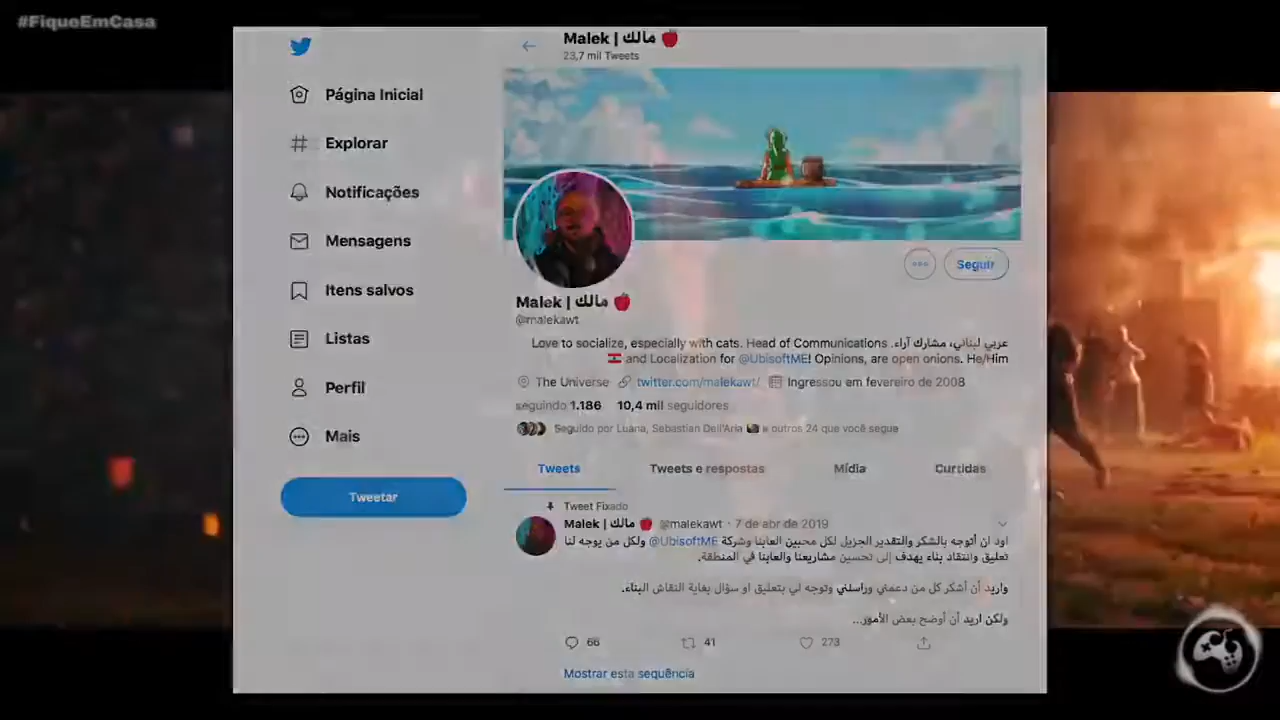 #FiqueEmCasa
Malek | مالك
23,7 mil Tweets
Página Inicial
Explorar
Notificações
Mensagens
Itens salvos
Listas
Perfil
Mais
Tweetar
Seguir
Malek | مالك
@malekawt
عربي لبناني، مشارك آراء. Love to socialize, especially with cats. Head of Communications
and Localization for @UbisoftME! Opinions, are open onions. He/Him
The Universe twitter.com/malekawt/ Ingressou em fevereiro de 2008
seguindo 1.186 10,4 mil seguidores
Seguido por Luana, Sebastian Dell'Aria e outros 24 que você segue
Tweets Tweets e respostas Mídia Curtidas
Tweet Fixado
Malek | مالك @malekawt · 7 de abr de 2019
اود ان أتوجه بالشكر والتقدير الجزيل لكل محبين العابنا وشركة @UbisoftME ولكل من يوجه لنا
تعليق وانتقاد بناء يهدف إلى تحسين مشاريعنا والعابنا في المنطقة.
واريد أن أشكر كل من دعمني وراسلني وتوجه لي بتعليق او سؤال بغاية النقاش البناء.
ولكن اريد أن أوضح بعض الأمور...
66 41 273
Mostrar esta sequência